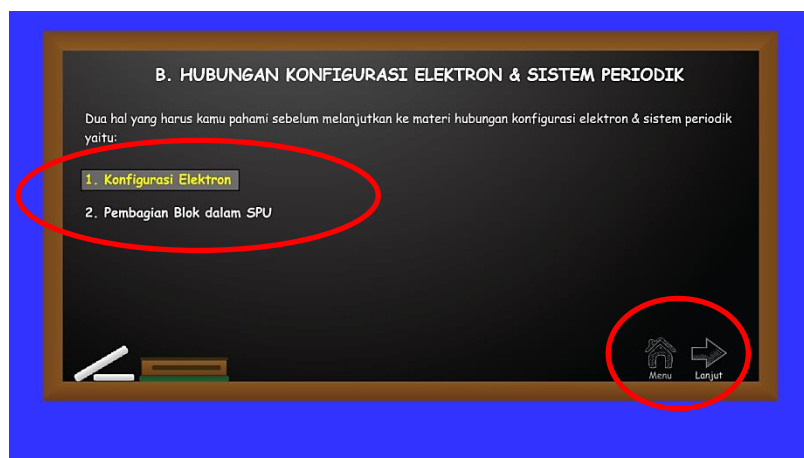 B. HUBUNGAN KONFIGURASI ELEKTRON & SISTEM PERIODIK
Dua hal yang harus kamu pahami sebelum melanjutkan ke materi hubungan konfigurasi elektron & sistem periodik
yaitu:
1. Konfigurasi Elektron
2. Pembagian Blok dalam SPU
Menu Lanjut